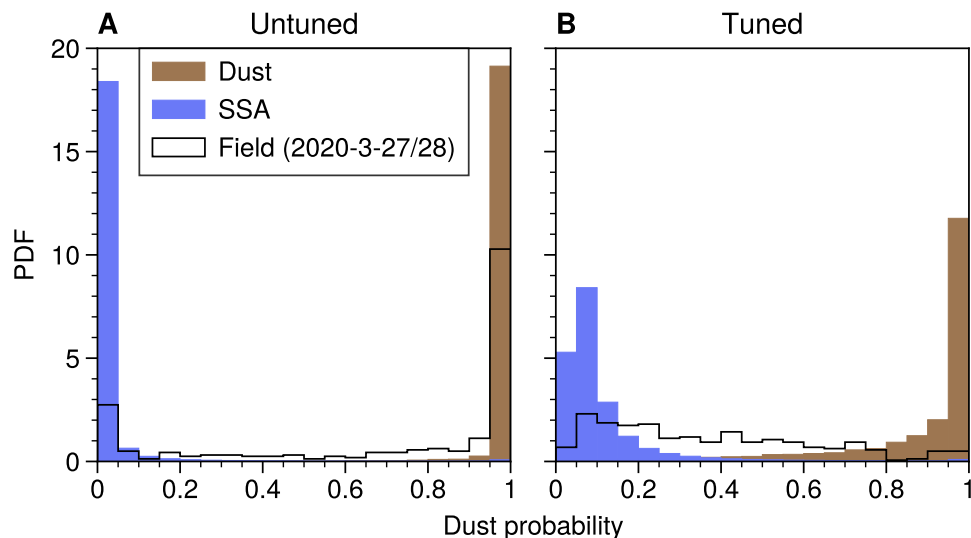 A Untuned
B Tuned
Dust
SSA
Field (2020-3-27/28)
PDF
20
15
10
5
0
0 0.2 0.4 0.6 0.8 1
0 0.2 0.4 0.6 0.8 1
Dust probability